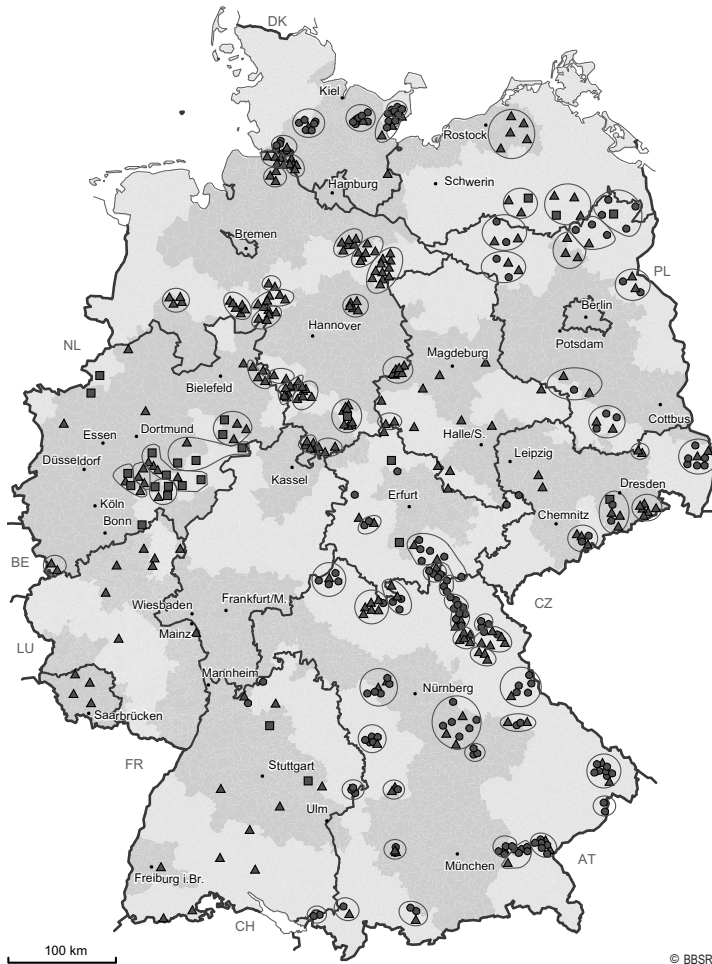 DK
Kiel
Rostock
Hamburg
Schwerin
Bremen
PL
Berlin
Hannover
Potsdam
NL
Magdeburg
Bielefeld
Essen
Dortmund
Cottbus
Halle/S.
Leipzig
Düsseldorf
Kassel
Dresden
Köln
Erfurt
Bonn
Chemnitz
BE
CZ
Wiesbaden
Frankfurt/M.
Mainz
LU
Mannheim
Nürnberg
Saarbrücken
FR
Stuttgart
Ulm
München
AT
Freiburg i.Br.
CH
100 km
© BBSR